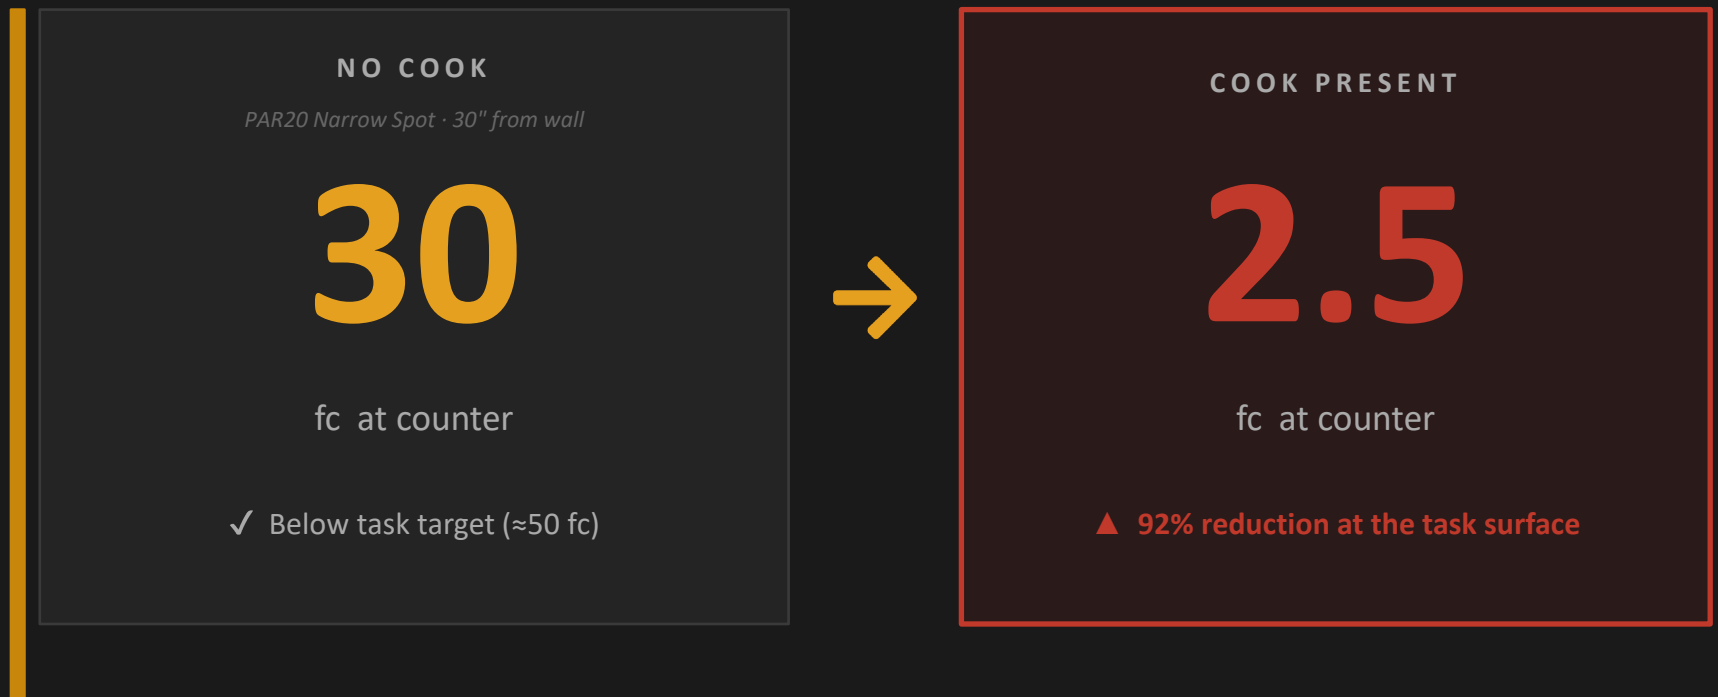 NO COOK
PAR20 Narrow Spot · 30" from wall
30
fc  at counter
✓ Below task target (≈50 fc)
→
COOK PRESENT
2.5
fc  at counter
▲ 92% reduction at the task surface